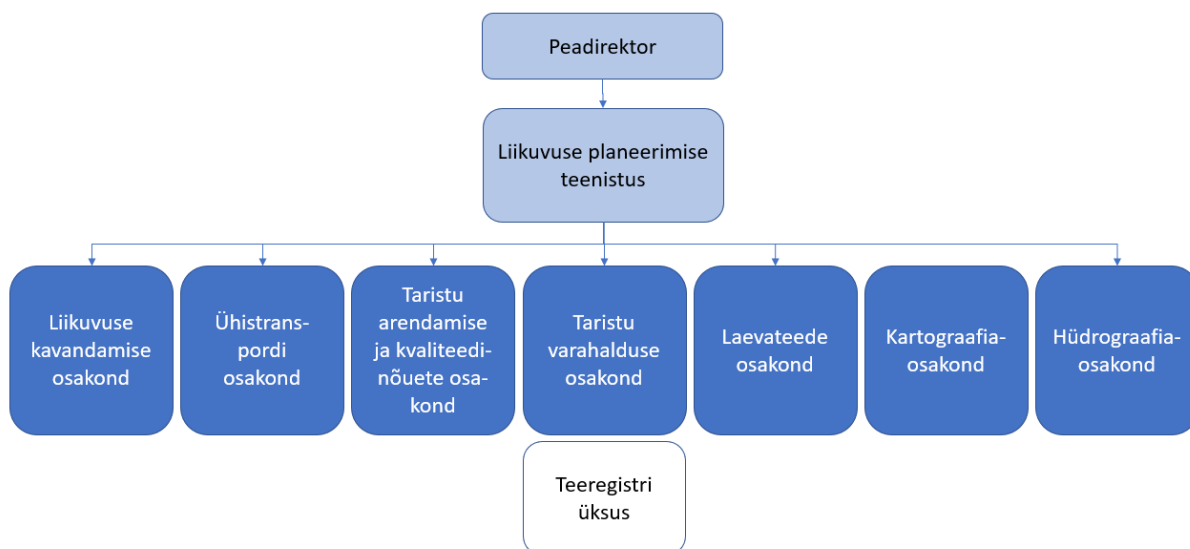 Peadirektor
Liikuvuse planeerimise
teenistus
Liikuvuse
kavandamise
osakond
Ühistrans-
pordi
osakond
Taristu
arendamise
ja kvaliteedi-
nõuete osa-
kond
Taristu
varahalduse
osakond
Laevateede
osakond
Kartograafia-
osakond
Hüdrograafia-
osakond
Teeregistri
üksus